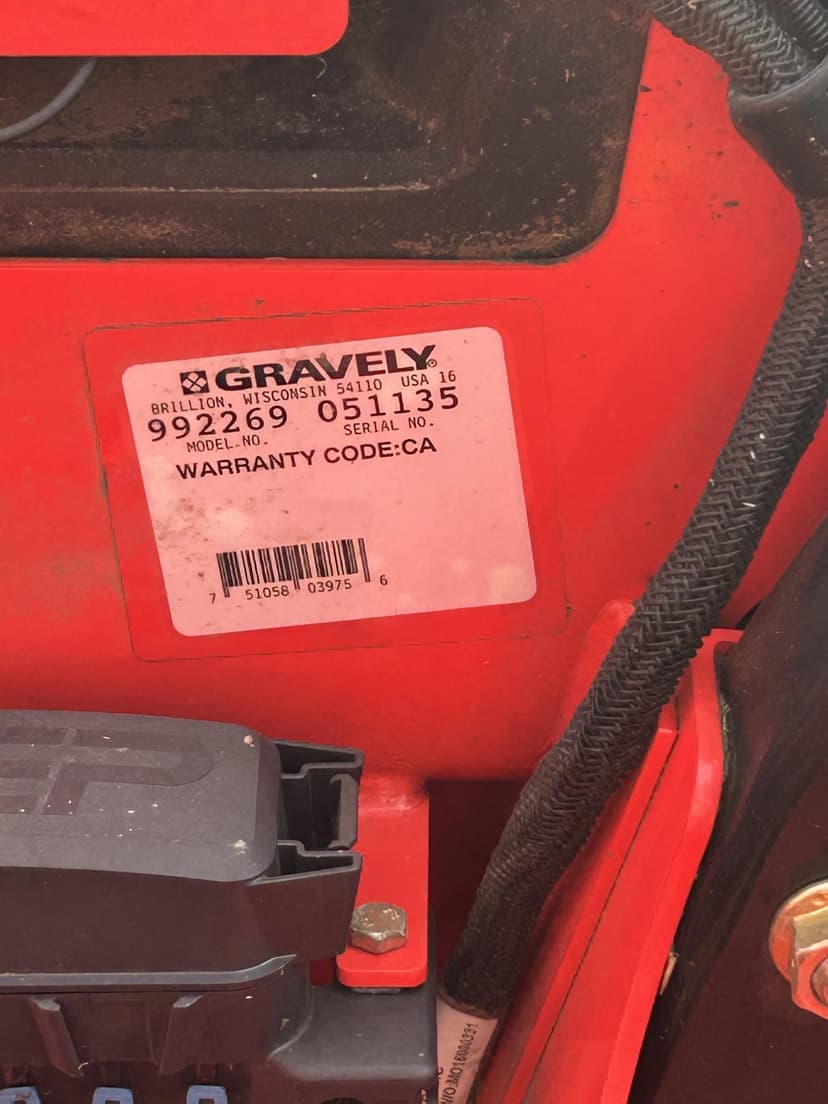 GRAVELY®
BRILLION, WISCONSIN 54110 USA 16
992269 051135
MODEL NO. SERIAL NO.
WARRANTY CODE:CA
7 51058 03975 6